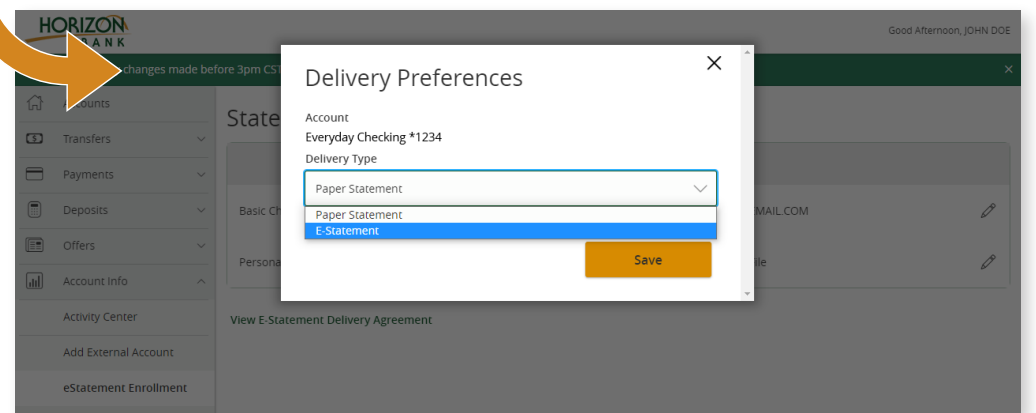 HORIZON
BANK
Good Afternoon, JOHN DOE
changes made before 3pm CST
Accounts
Transfers
Payments
Deposits
Offers
Account Info
Activity Center
Add External Account
eStatement Enrollment
State
Delivery Preferences
Account
Everyday Checking *1234
Delivery Type
Paper Statement
Paper Statement
E-Statement
Save
Basic Ch
MAIL.COM
Persona
ile
View E-Statement Delivery Agreement